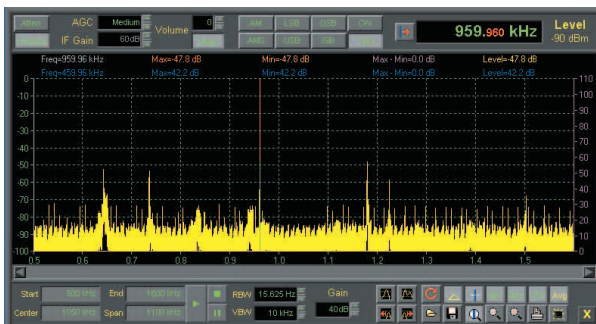 Atten AGC Medium Volume 0 AM LSB DSB CW 959.960 kHz Level
IF Gain 60dB AMS USB ISB -90 dBm
Freq=959.96 kHz Max=-47.8 dB Min=-47.8 dB Max - Min=0.0 dB Level=-47.8 dB
Freq=459.96 kHz Max=42.2 dB Min=42.2 dB Max - Min=0.0 dB Level=42.2 dB
0 110
-10 100
-20 90
-30 80
-40 70
-50 60
-60 50
-70 40
-80 30
-90 20
-100 10
0
0.5 0.6 0.7 0.8 0.9 1.0 1.1 1.2 1.3 1.4 1.5
Start 500 kHz End 1600 kHz RBW 15.625 Hz Gain
Center 1050 kHz Span 1100 kHz VBW 10 kHz 40dB
Avg
X